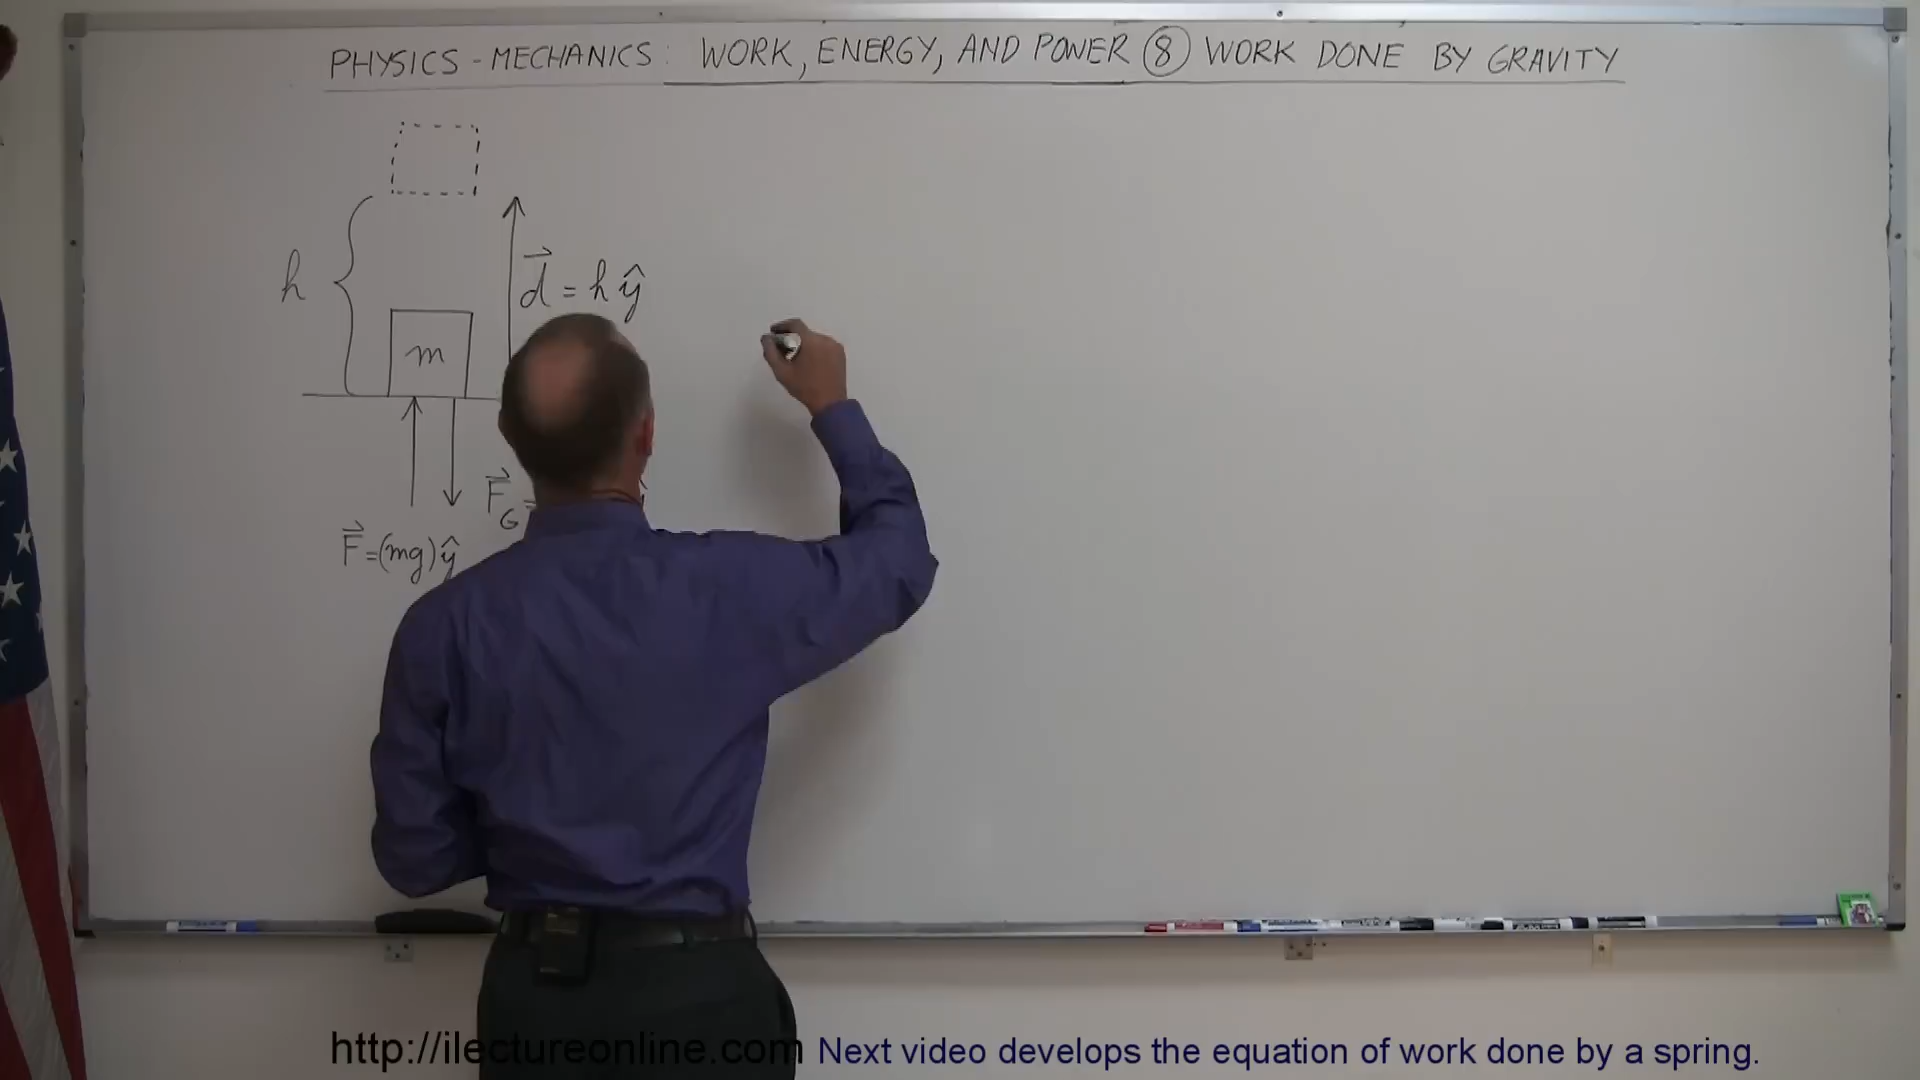 PHYSICS - MECHANICS: WORK, ENERGY, AND POWER ⑧ WORK DONE BY GRAVITY
h
d⃗ = h ŷ
m
F⃗_G =
F⃗ = (mg) ŷ
http://ilectureonline.com Next video develops the equation of work done by a spring.